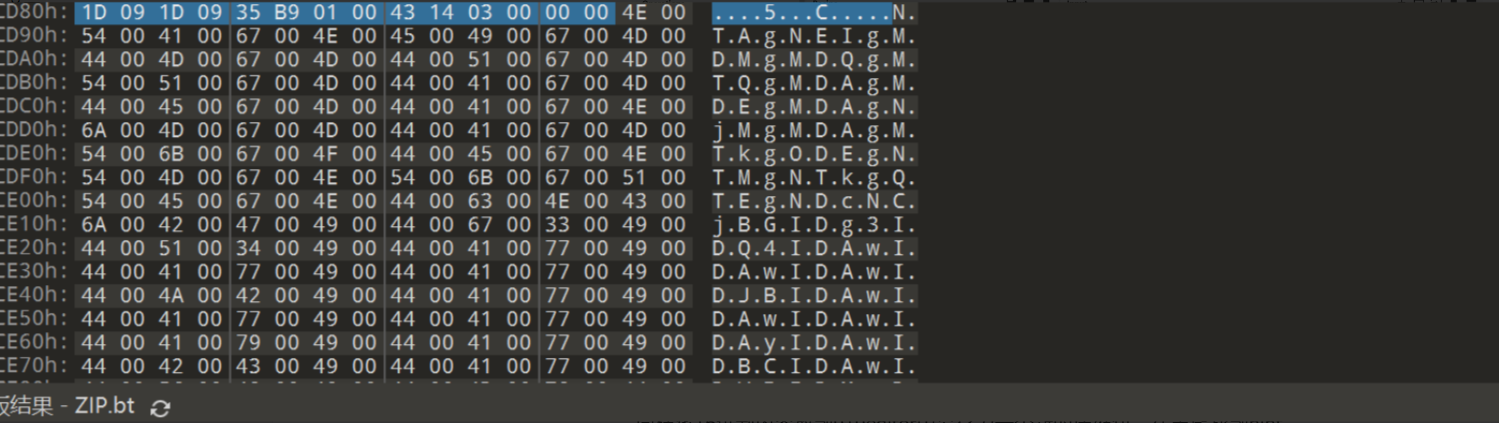 CD80h: 1D 09 1D 09 35 B9 01 00 43 14 03 00 00 00 4E 00 ....5...C.....N.
CD90h: 54 00 41 00 67 00 4E 00 45 00 49 00 67 00 4D 00 T.A.g.N.E.I.g.M.
CDA0h: 44 00 4D 00 67 00 4D 00 44 00 51 00 67 00 4D 00 D.M.g.M.D.Q.g.M.
CDB0h: 54 00 51 00 67 00 4D 00 44 00 41 00 67 00 4D 00 T.Q.g.M.D.A.g.M.
CDC0h: 44 00 45 00 67 00 4D 00 44 00 41 00 67 00 4E 00 D.E.g.M.D.A.g.N.
CDD0h: 6A 00 4D 00 67 00 4D 00 44 00 41 00 67 00 4D 00 j.M.g.M.D.A.g.M.
CDE0h: 54 00 6B 00 67 00 4F 00 44 00 45 00 67 00 4E 00 T.k.g.O.D.E.g.N.
CDF0h: 54 00 4D 00 67 00 4E 00 54 00 6B 00 67 00 51 00 T.M.g.N.T.k.g.Q.
CE00h: 54 00 45 00 67 00 4E 00 44 00 63 00 4E 00 43 00 T.E.g.N.D.c.N.C.
CE10h: 6A 00 42 00 47 00 49 00 44 00 67 00 33 00 49 00 j.B.G.I.D.g.3.I.
CE20h: 44 00 51 00 34 00 49 00 44 00 41 00 77 00 49 00 D.Q.4.I.D.A.w.I.
CE30h: 44 00 41 00 77 00 49 00 44 00 41 00 77 00 49 00 D.A.w.I.D.A.w.I.
CE40h: 44 00 4A 00 42 00 49 00 44 00 41 00 77 00 49 00 D.J.B.I.D.A.w.I.
CE50h: 44 00 41 00 77 00 49 00 44 00 41 00 77 00 49 00 D.A.w.I.D.A.w.I.
CE60h: 44 00 41 00 79 00 49 00 44 00 41 00 77 00 49 00 D.A.y.I.D.A.w.I.
CE70h: 44 00 42 00 43 00 49 00 44 00 41 00 77 00 49 00 D.B.C.I.D.A.w.I.
结果 - ZIP.bt